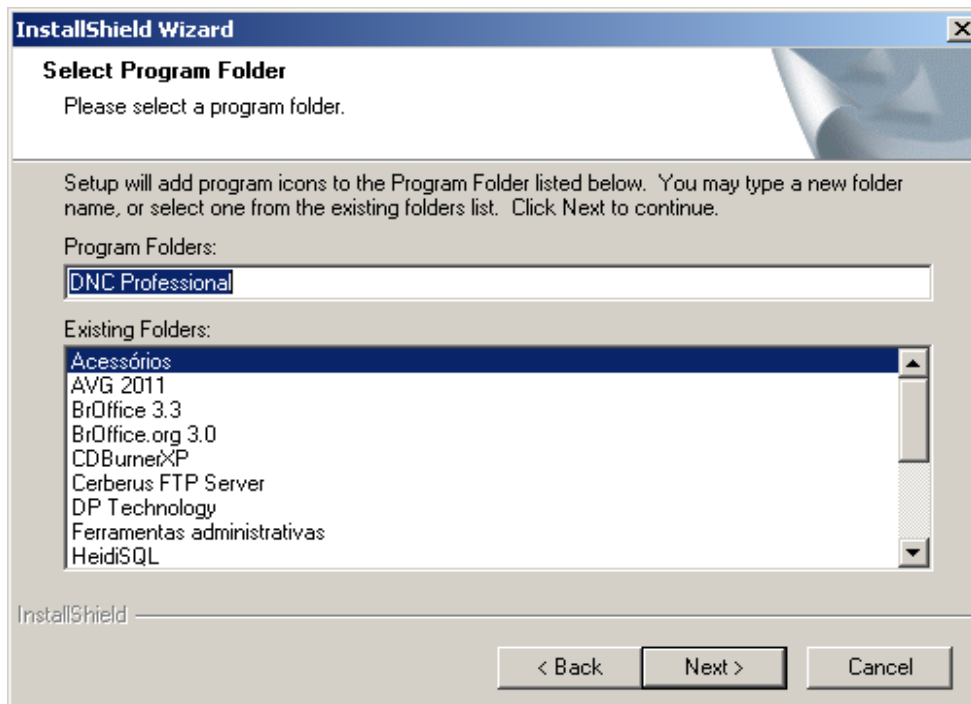 InstallShield Wizard
Select Program Folder
Please select a program folder.
Setup will add program icons to the Program Folder listed below.  You may type a new folder
name, or select one from the existing folders list.  Click Next to continue.
Program Folders:
DNC Professional
Existing Folders:
Acessórios
AVG 2011
BrOffice 3.3
BrOffice.org 3.0
CDBurnerXP
Cerberus FTP Server
DP Technology
Ferramentas administrativas
HeidiSQL
InstallShield
< Back
Next >
Cancel